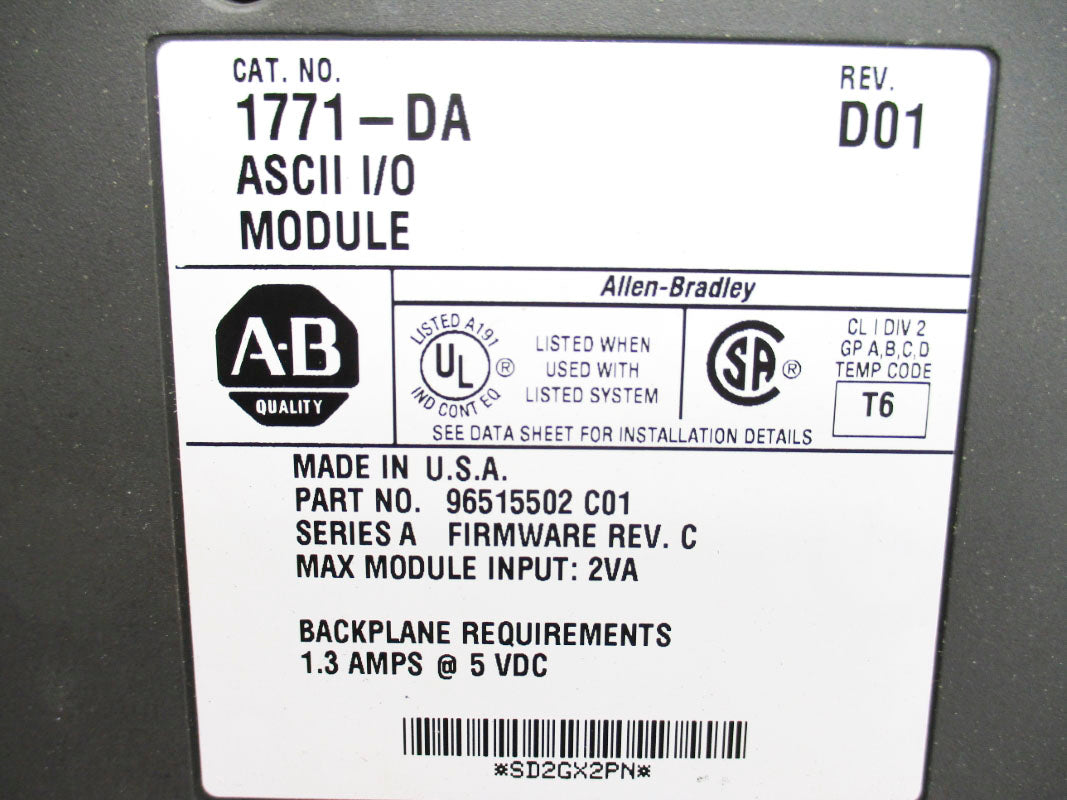 CAT. NO.
1771-DA
REV.
D01
ASCII I/O
MODULE
Allen-Bradley
A-B
QUALITY
LISTED A191
UL ®
IND CONT EQ
LISTED WHEN
USED WITH
LISTED SYSTEM
SA ®
CL I DIV 2
GP A,B,C,D
TEMP CODE
T6
SEE DATA SHEET FOR INSTALLATION DETAILS
MADE IN U.S.A.
PART NO. 96515502 C01
SERIES A FIRMWARE REV. C
MAX MODULE INPUT: 2VA
BACKPLANE REQUIREMENTS
1.3 AMPS @ 5 VDC
*SD2GX2PN*